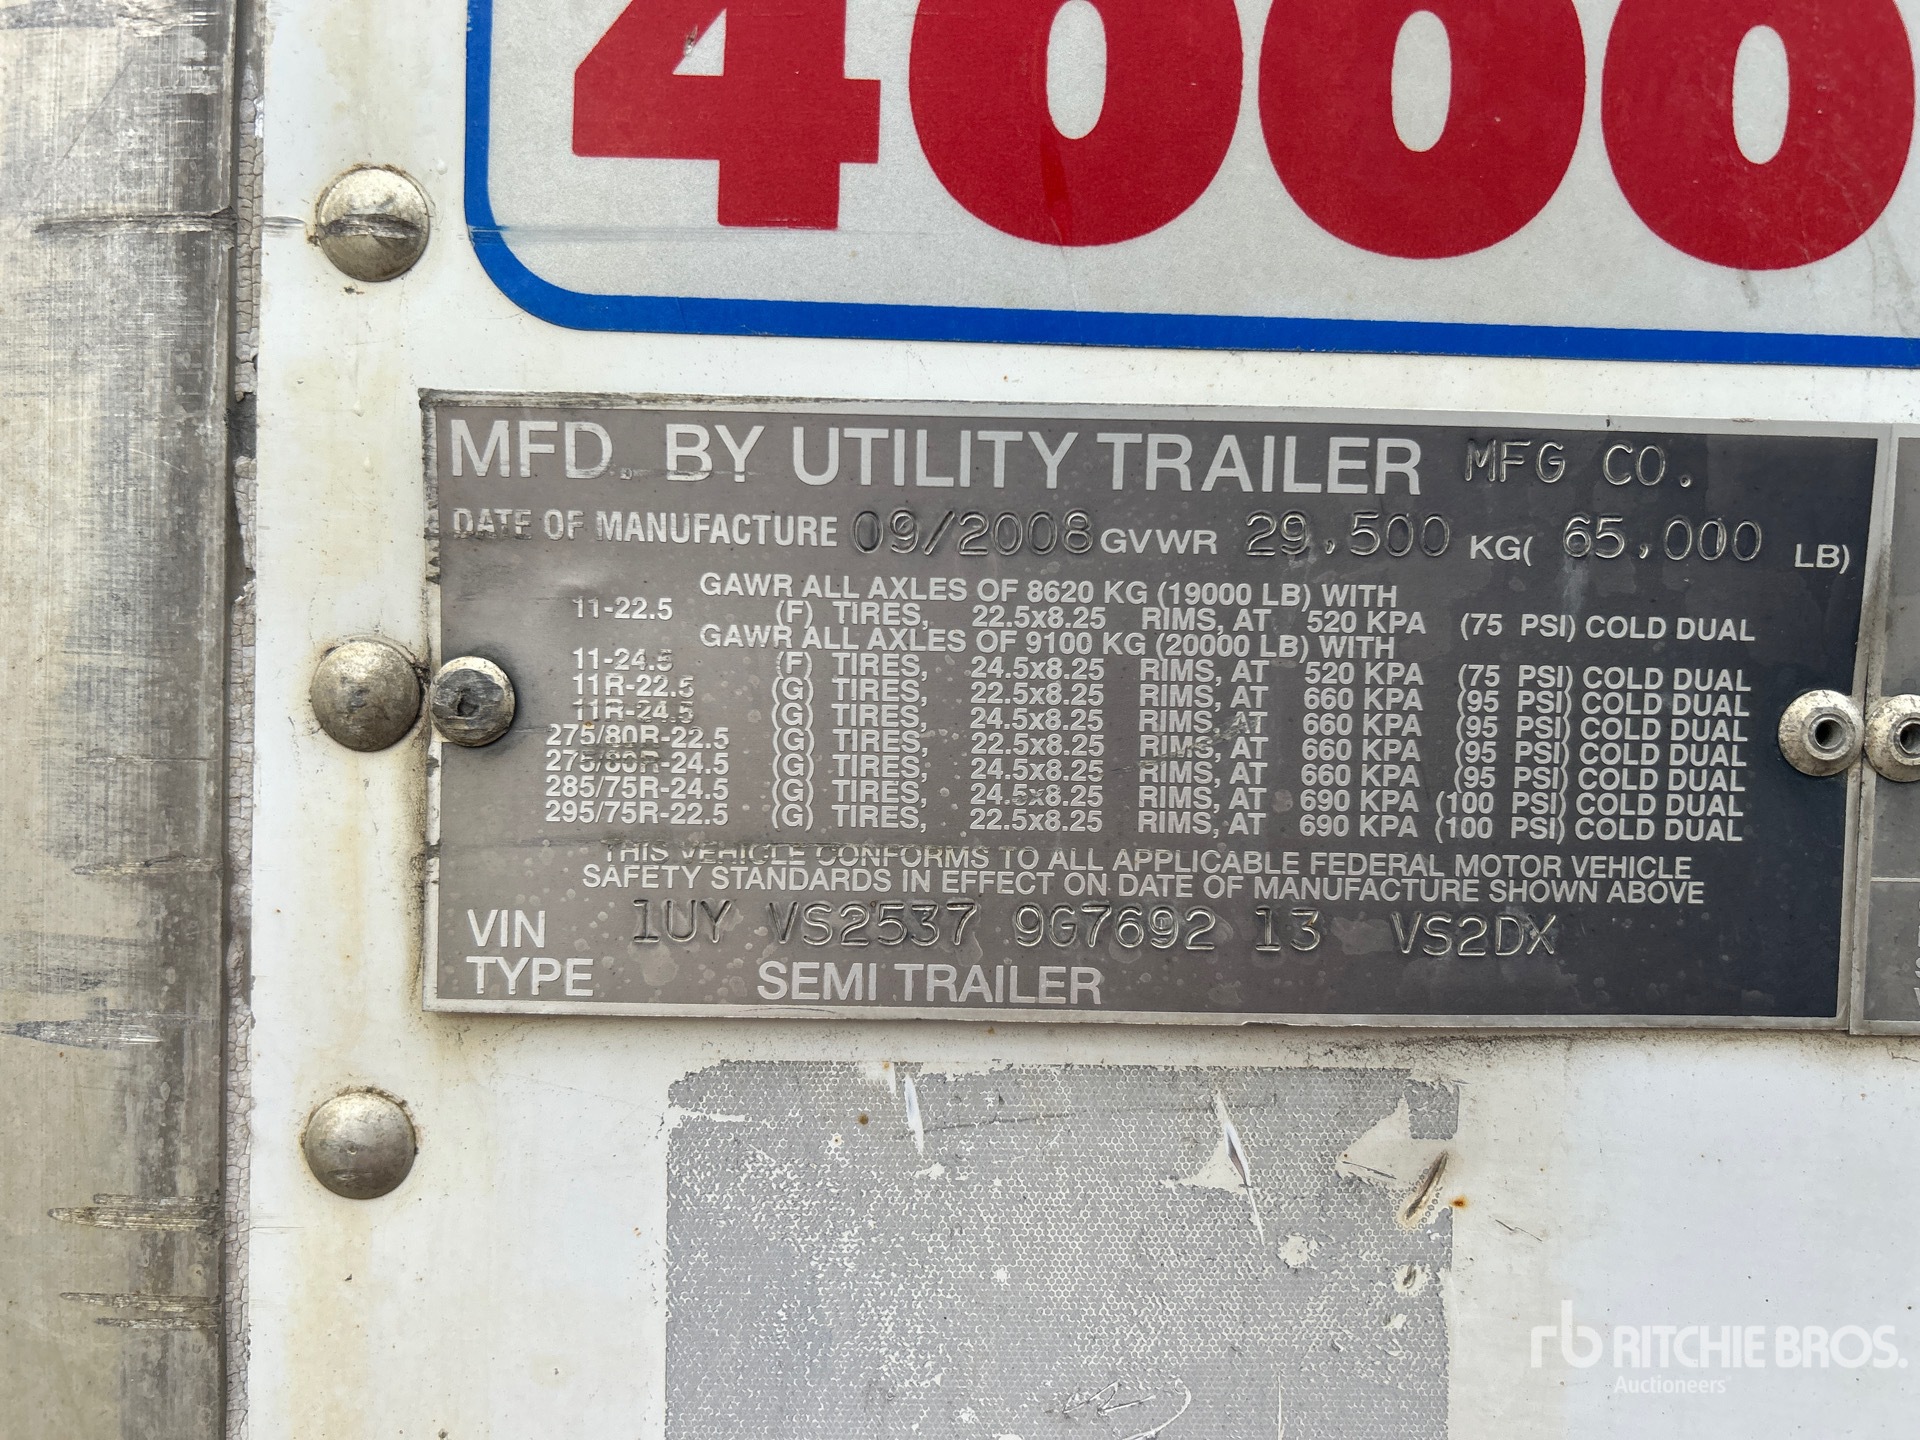 4000
MFD. BY UTILITY TRAILER MFG CO.
DATE OF MANUFACTURE 09/2008 GVWR 29,500 KG( 65,000 LB)
GAWR ALL AXLES OF 8620 KG (19000 LB) WITH
11-22.5 (F) TIRES, 22.5x8.25 RIMS, AT 520 KPA (75 PSI) COLD DUAL
GAWR ALL AXLES OF 9100 KG (20000 LB) WITH
11-24.5 (F) TIRES, 24.5x8.25 RIMS, AT 520 KPA (75 PSI) COLD DUAL
11R-22.5 (G) TIRES, 22.5x8.25 RIMS, AT 660 KPA (95 PSI) COLD DUAL
11R-24.5 (G) TIRES, 24.5x8.25 RIMS, AT 660 KPA (95 PSI) COLD DUAL
275/80R-22.5 (G) TIRES, 22.5x8.25 RIMS, AT 660 KPA (95 PSI) COLD DUAL
275/80R-24.5 (G) TIRES, 24.5x8.25 RIMS, AT 660 KPA (95 PSI) COLD DUAL
285/75R-24.5 (G) TIRES, 24.5x8.25 RIMS, AT 690 KPA (100 PSI) COLD DUAL
295/75R-22.5 (G) TIRES, 22.5x8.25 RIMS, AT 690 KPA (100 PSI) COLD DUAL
THIS VEHICLE CONFORMS TO ALL APPLICABLE FEDERAL MOTOR VEHICLE
SAFETY STANDARDS IN EFFECT ON DATE OF MANUFACTURE SHOWN ABOVE
VIN 1UY VS2537 9G7692 13 VS2DX
TYPE SEMI TRAILER
rb RITCHIE BROS.
Auctioneers